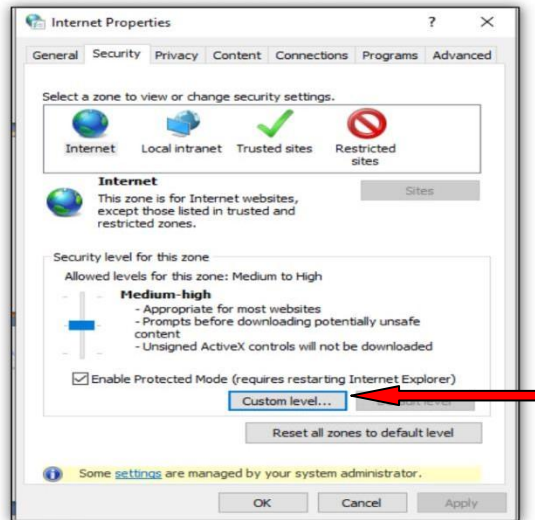 Internet Properties ? ×
General Security Privacy Content Connections Programs Advanced
Select a zone to view or change security settings.
Internet Local intranet Trusted sites Restricted
sites
Internet
Sites
This zone is for Internet websites,
except those listed in trusted and
restricted zones.
Security level for this zone
Allowed levels for this zone: Medium to High
Medium-high
- Appropriate for most websites
- Prompts before downloading potentially unsafe
content
- Unsigned ActiveX controls will not be downloaded
Enable Protected Mode (requires restarting Internet Explorer)
Custom level...
Reset all zones to default level
Some settings are managed by your system administrator.
OK Cancel Apply